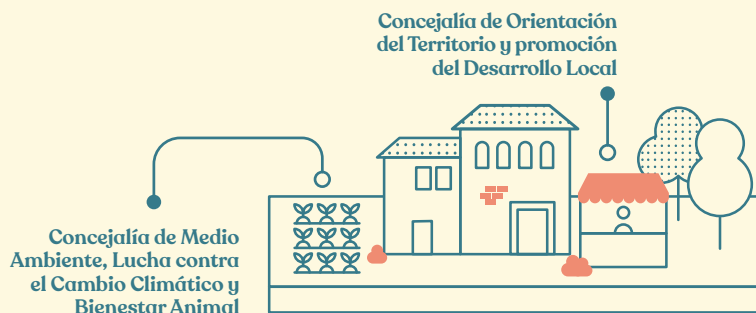 Concejalía de Orientación
del Territorio y promoción
del Desarrollo Local
Concejalía de Medio
Ambiente, Lucha contra
el Cambio Climático y
Bienestar Animal